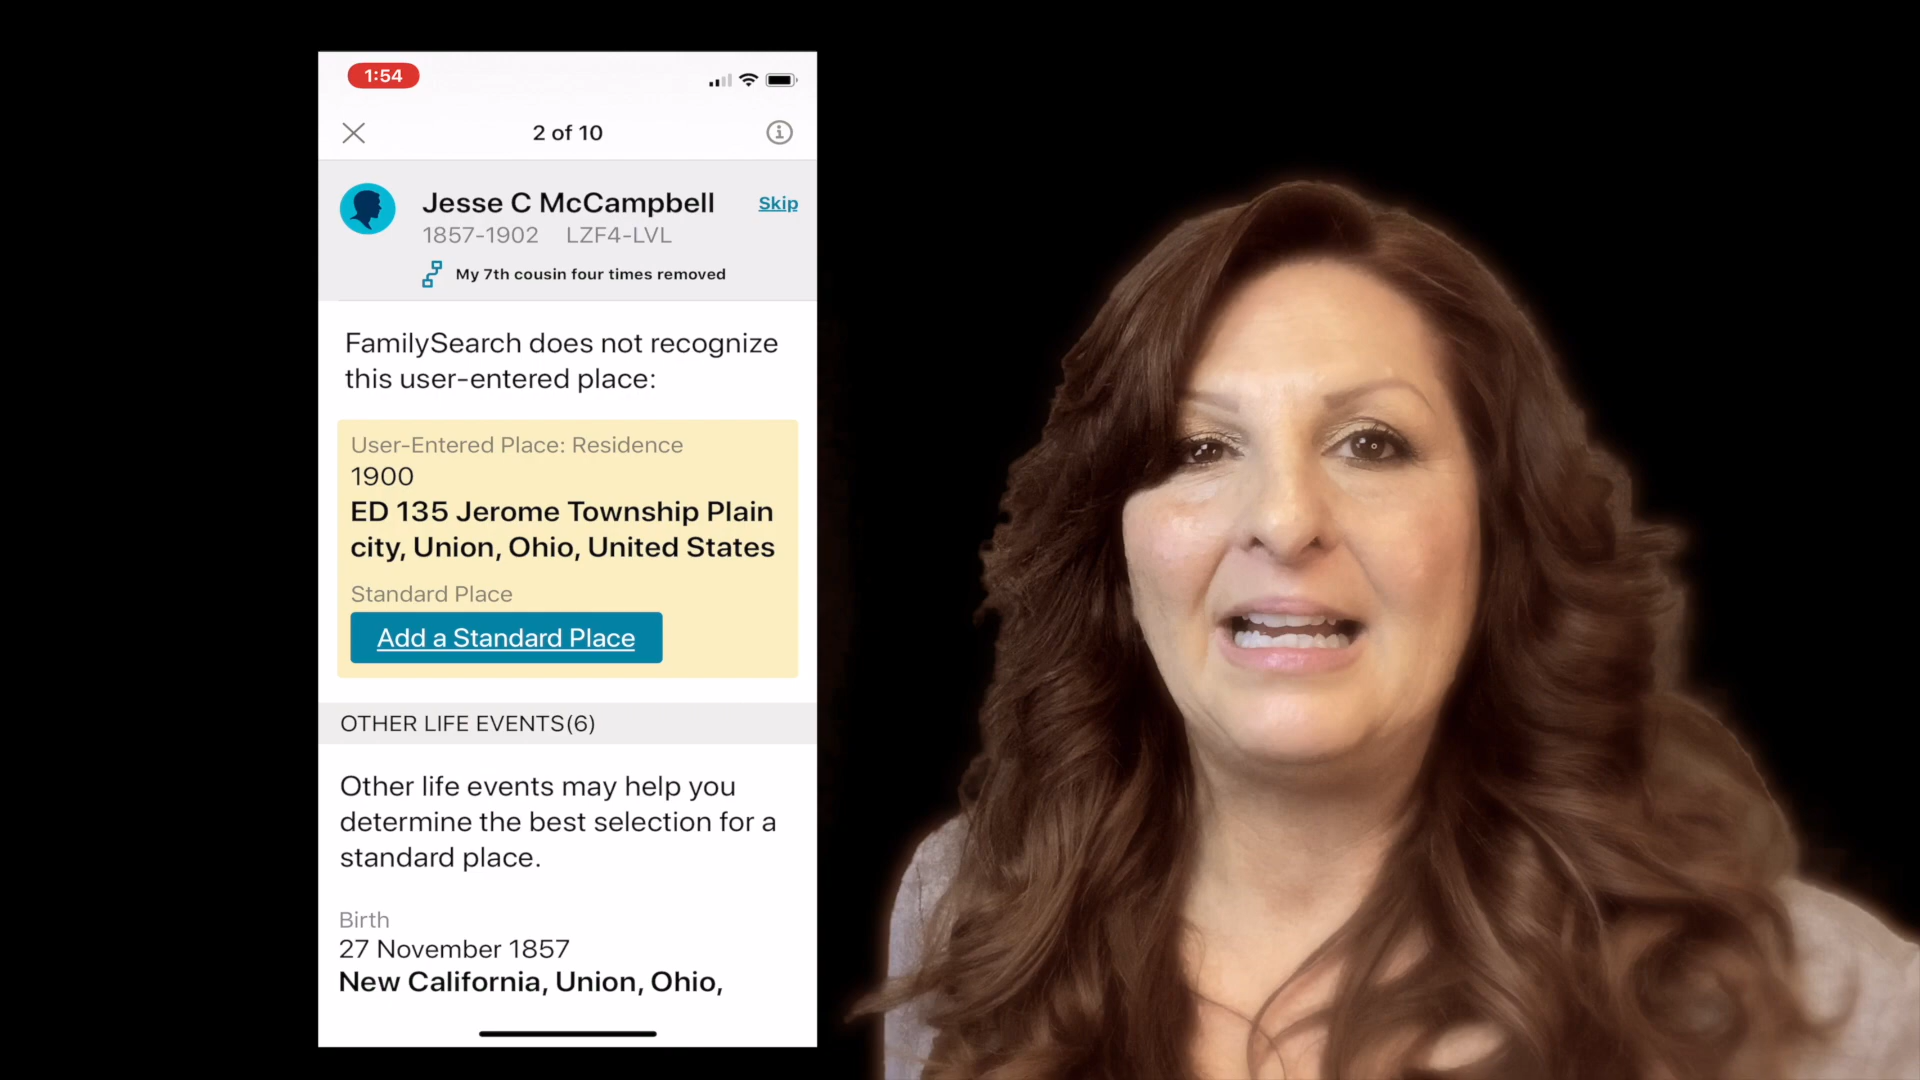 1:54
2 of 10
Jesse C McCampbell
Skip
1857-1902 LZF4-LVL
My 7th cousin four times removed
FamilySearch does not recognize
this user-entered place:
User-Entered Place: Residence
1900
ED 135 Jerome Township Plain
city, Union, Ohio, United States
Standard Place
Add a Standard Place
OTHER LIFE EVENTS(6)
Other life events may help you
determine the best selection for a
standard place.
Birth
27 November 1857
New California, Union, Ohio,